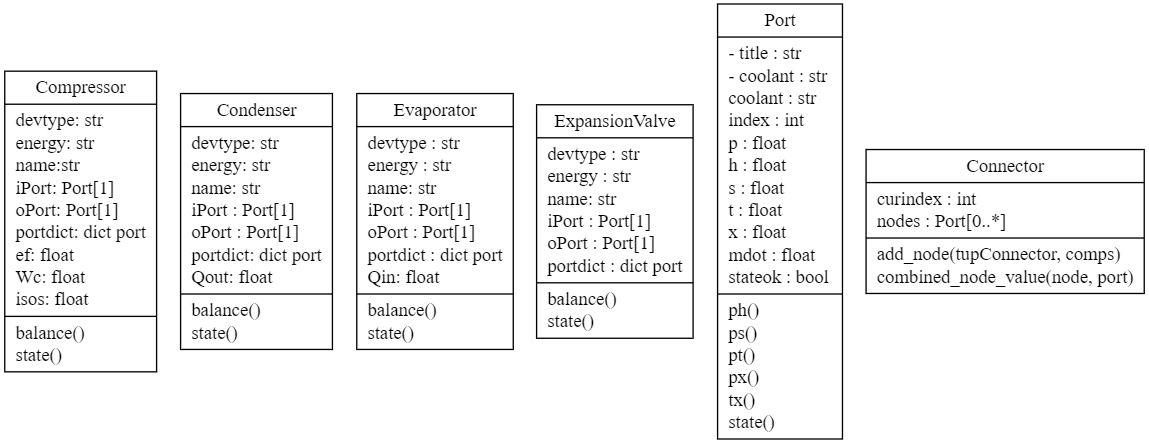 Compressor
devtype: str
energy: str
name:str
iPort: Port[1]
oPort: Port[1]
portdict: dict port
ef: float
Wc: float
isos: float
balance()
state()
Condenser
devtype: str
energy: str
name: str
iPort : Port[1]
oPort : Port[1]
portdict: dict port
Qout: float
balance()
state()
Evaporator
devtype : str
energy : str
name: str
iPort : Port[1]
oPort : Port[1]
portdict : dict port
Qin: float
balance()
state()
ExpansionValve
devtype : str
energy : str
name: str
iPort : Port[1]
oPort : Port[1]
portdict : dict port
balance()
state()
Port
- title : str
- coolant : str
coolant : str
index : int
p : float
h : float
s : float
t : float
x : float
mdot : float
stateok : bool
ph()
ps()
pt()
px()
tx()
state()
Connector
curindex : int
nodes : Port[0..*]
add_node(tupConnector, comps)
combined_node_value(node, port)